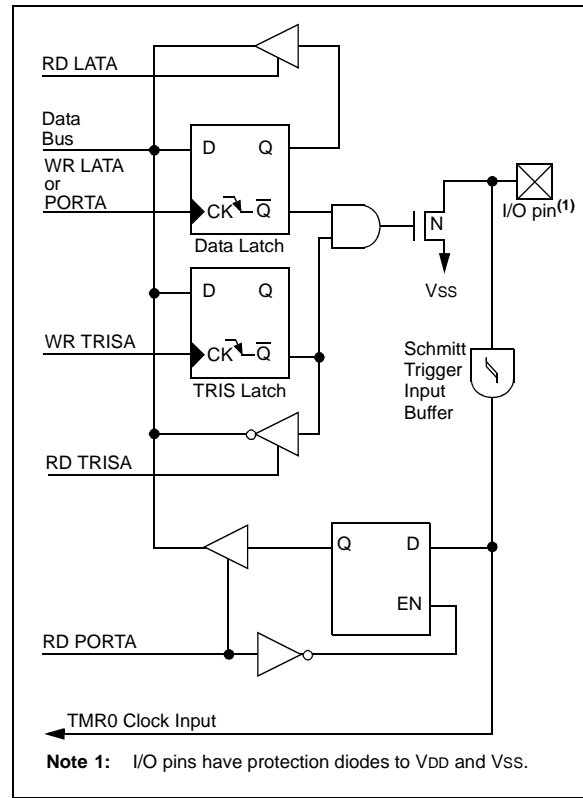 RD LATA
Data
Bus
WR LATA
or
PORTA
D Q
CK Q
Data Latch
N
I/O pin(1)
VSS
D Q
WR TRISA
CK Q
TRIS Latch
Schmitt
Trigger
Input
Buffer
RD TRISA
Q D
EN
RD PORTA
TMR0 Clock Input
Note 1: I/O pins have protection diodes to VDD and VSS.